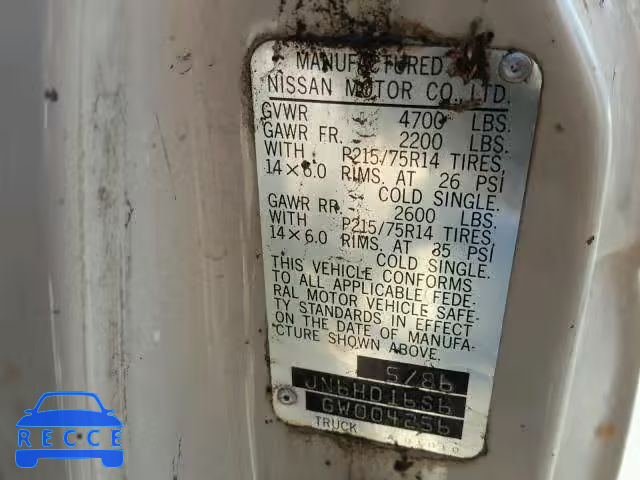 MANUFACTURED
NISSAN MOTOR CO., LTD.
GVWR 4700 LBS.
GAWR FR. 2200 LBS.
WITH P215/75R14 TIRES,
14×6.0 RIMS. AT 26 PSI
COLD SINGLE.
GAWR RR. 2600 LBS.
WITH P215/75R14 TIRES,
14×6.0 RIMS. AT 35 PSI
COLD SINGLE.
THIS VEHICLE CONFORMS
TO ALL APPLICABLE FEDE-
RAL MOTOR VEHICLE SAFE-
TY STANDARDS IN EFFECT
ON THE DATE OF MANUFA-
CTURE SHOWN ABOVE.
5/86
JN6HD16S6
GW004256
TRUCK
RECCE